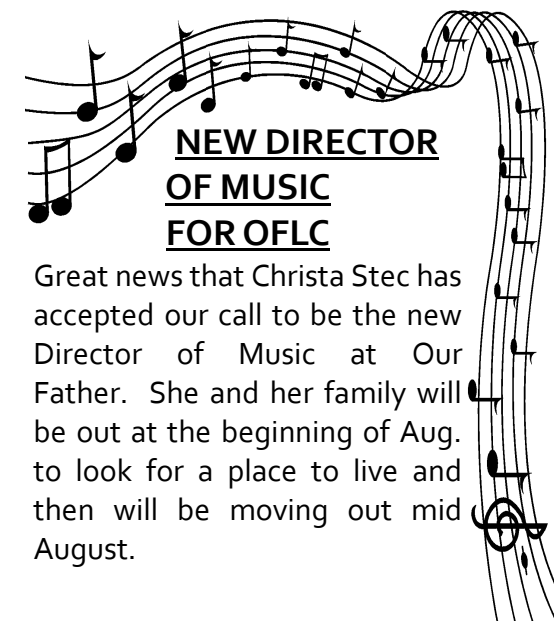 NEW DIRECTOR
OF MUSIC
FOR OFLC
Great news that Christa Stec has
accepted our call to be the new
Director of Music at Our
Father.  She and her family will
be out at the beginning of Aug.
to look for a place to live and
then will be moving out mid
August.